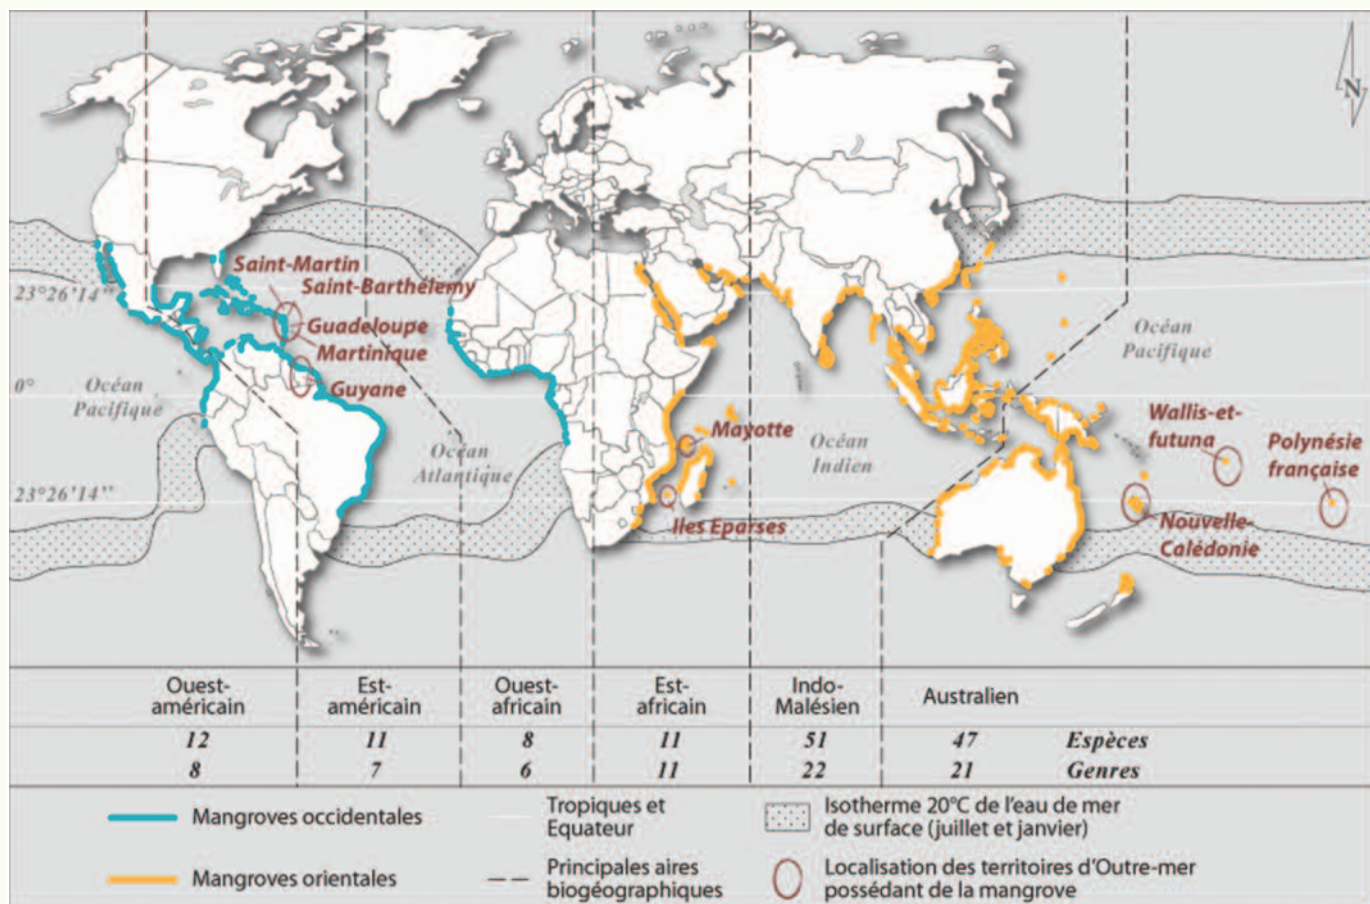 N
Saint-Martin
Saint-Barthélemy
23°26'14''
Guadeloupe
Martinique
Océan
Pacifique
0°
Océan
Pacifique
Guyane
Mayotte
Océan
Indien
Wallis-et-
futuna
Polynésie
française
Océan
Atlantique
23°26'14''
Iles Eparses
Nouvelle-
Calédonie
Ouest-
américain
Est-
américain
Ouest-
africain
Est-
africain
Indo-
Malésien
Australien
12 11 8 11 51 47 Espèces
8 7 6 11 22 21 Genres
Mangroves occidentales
Tropiques et
Equateur
Isotherme 20°C de l'eau de mer
de surface (juillet et janvier)
Mangroves orientales
Principales aires
biogéographiques
Localisation des territoires d'Outre-mer
possédant de la mangrove